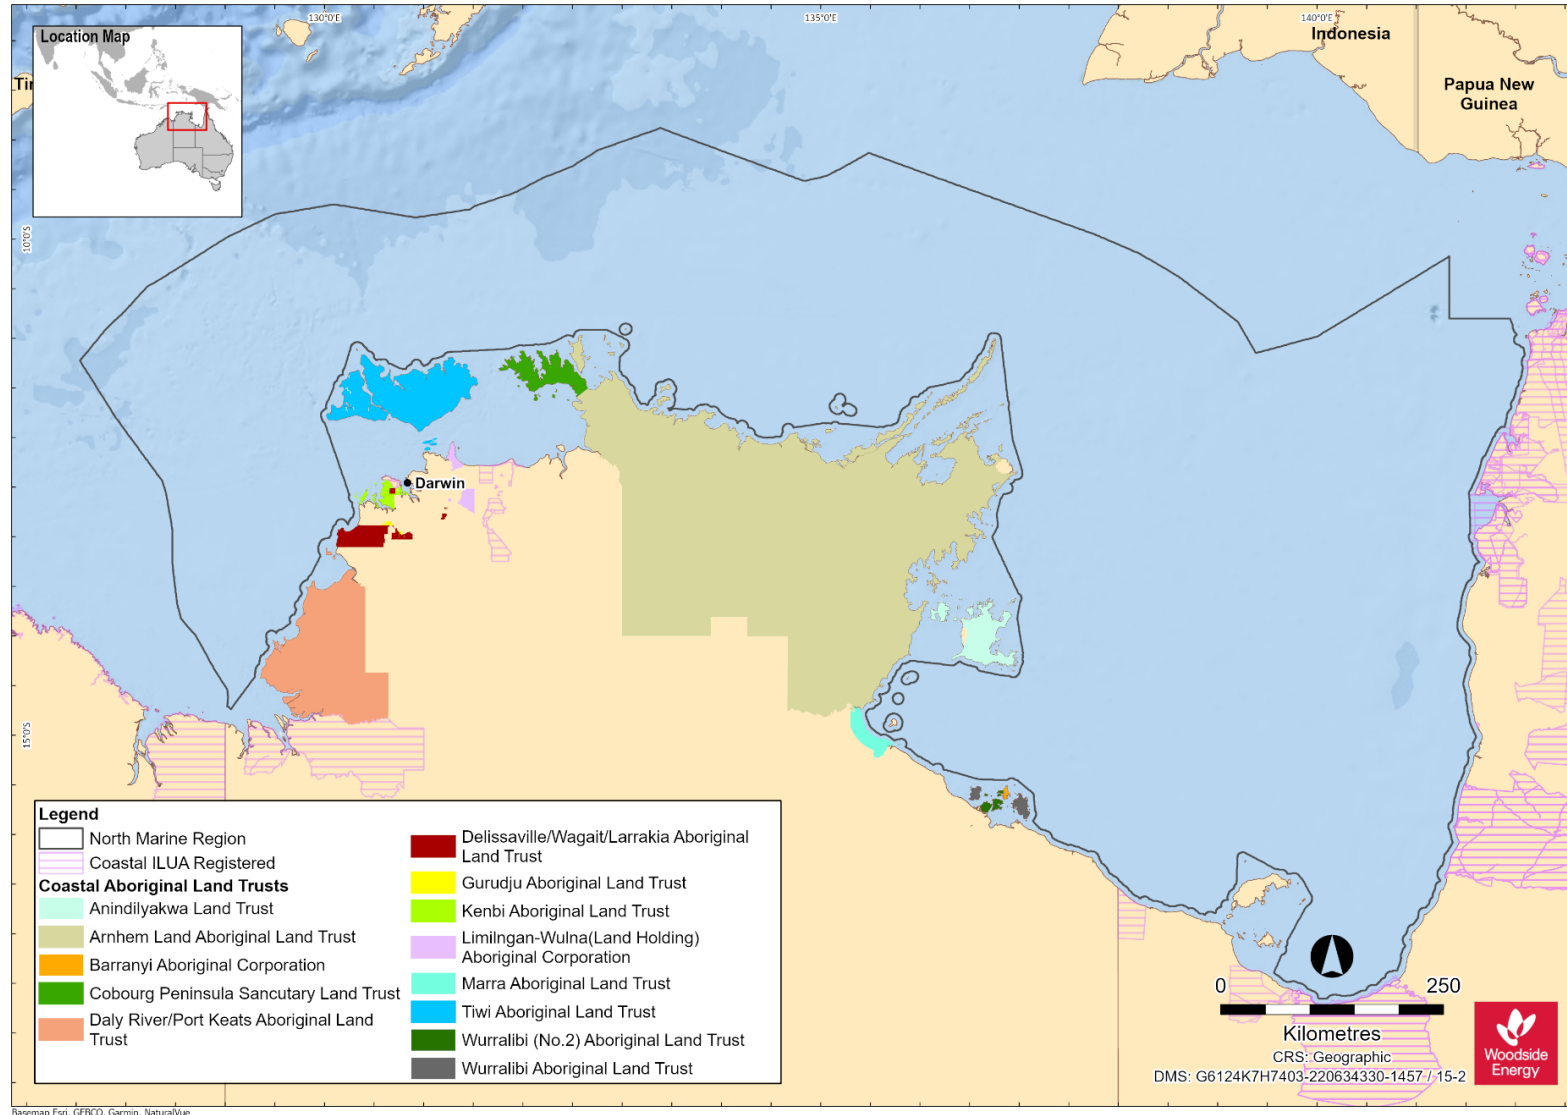 130°0'E
135°0'E
140°0'E
Location Map
Indonesia
Papua New
Guinea
10°0'S
Darwin
15°0'S
Legend
North Marine Region
Coastal ILUA Registered
Coastal Aboriginal Land Trusts
Anindilyakwa Land Trust
Arnhem Land Aboriginal Land Trust
Barranyi Aboriginal Corporation
Cobourg Peninsula Sancutary Land Trust
Daly River/Port Keats Aboriginal Land
Trust
Delissaville/Wagait/Larrakia Aboriginal
Land Trust
Gurudju Aboriginal Land Trust
Kenbi Aboriginal Land Trust
Limilngan-Wulna(Land Holding)
Aboriginal Corporation
Marra Aboriginal Land Trust
Tiwi Aboriginal Land Trust
Wurralibi (No.2) Aboriginal Land Trust
Wurralibi Aboriginal Land Trust
0 250
Kilometres
CRS: Geographic
DMS: G6124K7H7403-220634330-1457 / 15-2
Woodside
Energy
Basemap Esri, GEBCO, Garmin, NaturalVue